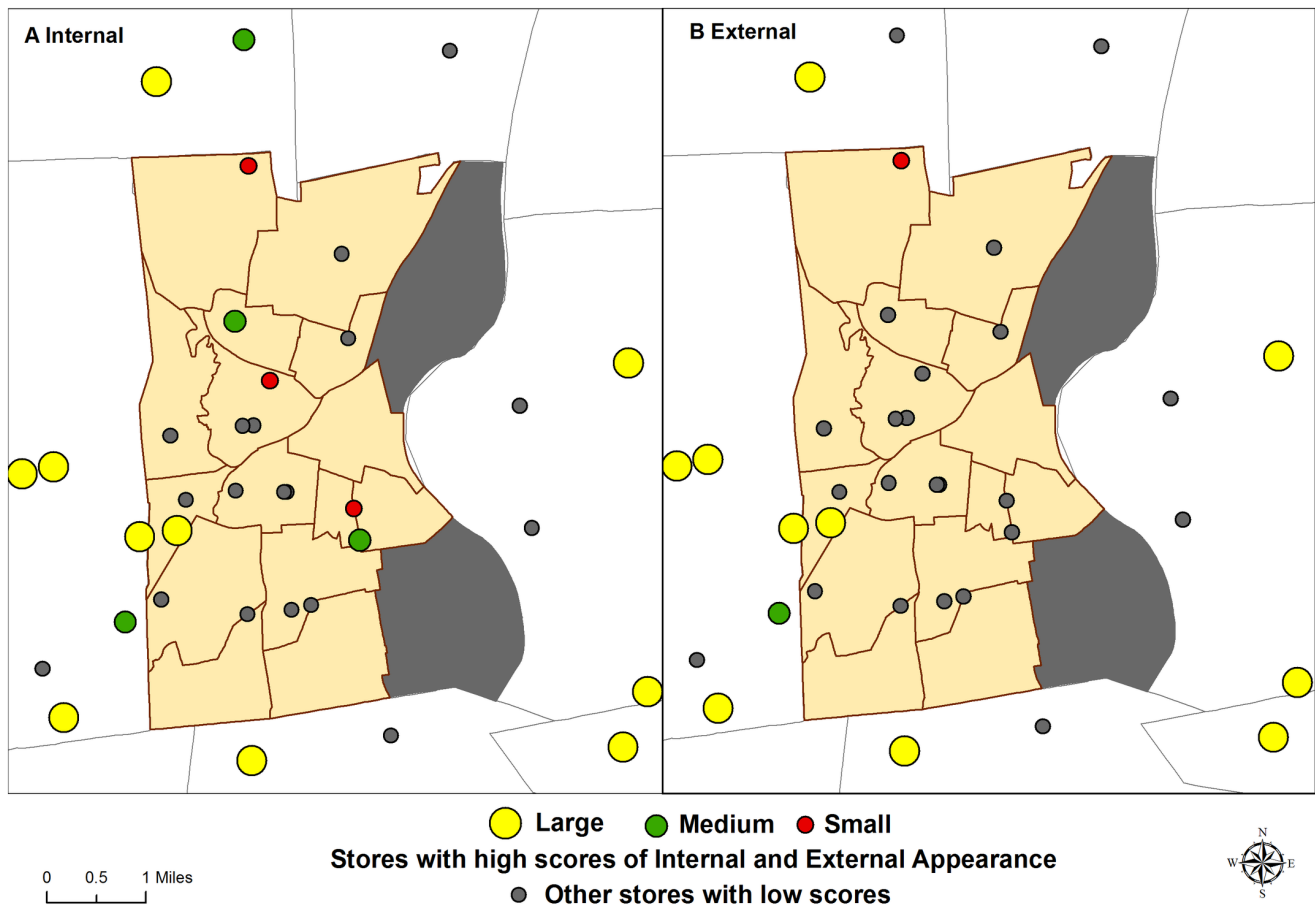 A Internal
B External
Large Medium Small
Stores with high scores of Internal and External Appearance
Other stores with low scores
0 0.5 1 Miles
N
W E
S